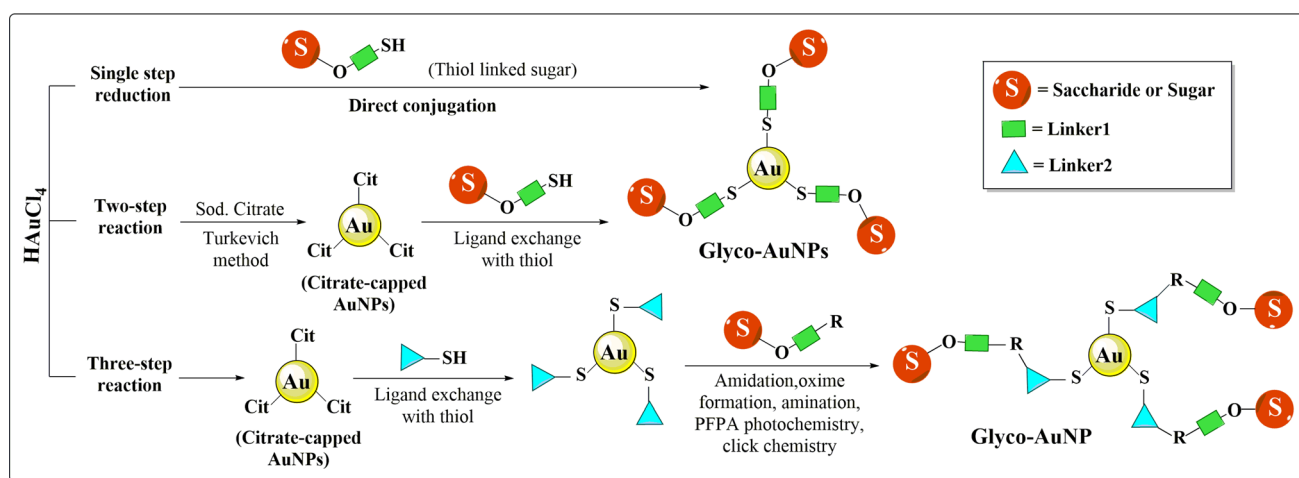 HAuCl4
Single step
reduction
S
O
SH
(Thiol linked sugar)
Direct conjugation
S
O
S
Au
S
O
S
S
O
S
Glyco-AuNPs
S = Saccharide or Sugar
= Linker1
= Linker2
Two-step
reaction
Sod. Citrate
Turkevich
method
Cit
Au
Cit
Cit
(Citrate-capped
AuNPs)
S
O
SH
Ligand exchange
with thiol
Three-step
reaction
Cit
Au
Cit
Cit
(Citrate-capped
AuNPs)
SH
Ligand exchange
with thiol
S
Au
S
S
S
O
R
Amidation,oxime
formation, amination,
PFPA photochemistry,
click chemistry
S
O
R
S
Au
S
R
O
S
S
R
O
S
Glyco-AuNP